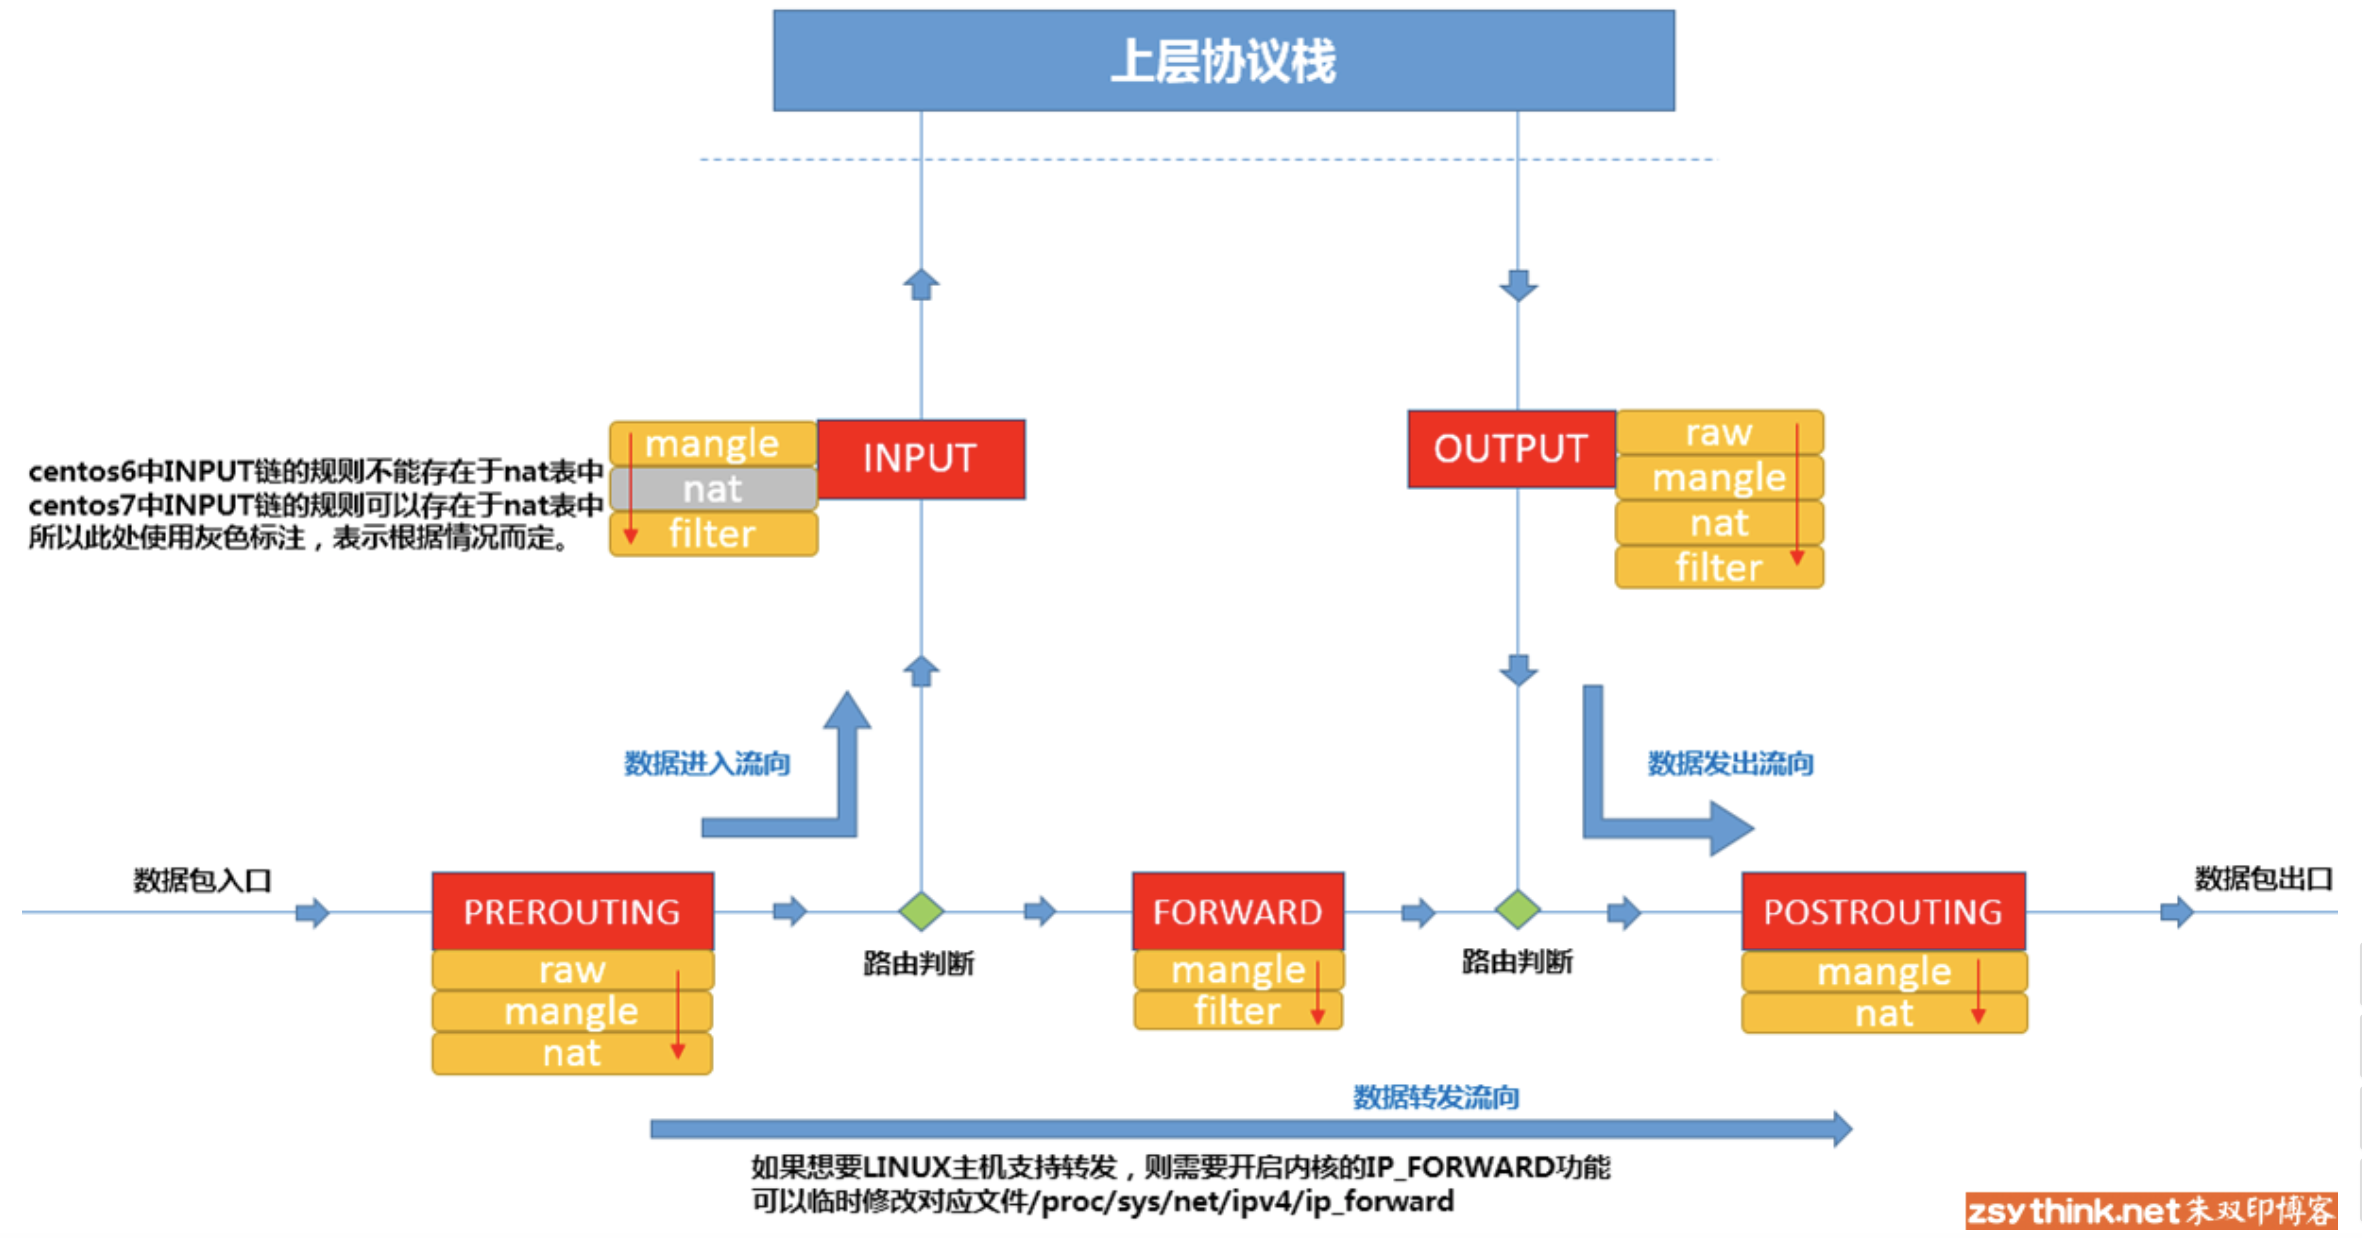 上层协议栈
mangle
nat
filter
INPUT
centos6中INPUT链的规则不能存在于nat表中
centos7中INPUT链的规则可以存在于nat表中
所以此处使用灰色标注，表示根据情况而定。
OUTPUT
raw
mangle
nat
filter
数据进入流向
数据发出流向
数据包入口
PREROUTING
raw
mangle
nat
路由判断
FORWARD
mangle
filter
路由判断
POSTROUTING
mangle
nat
数据包出口
数据转发流向
如果想要LINUX主机支持转发，则需要开启内核的IP_FORWARD功能
可以临时修改对应文件/proc/sys/net/ipv4/ip_forward
zsythink.net朱双印博客